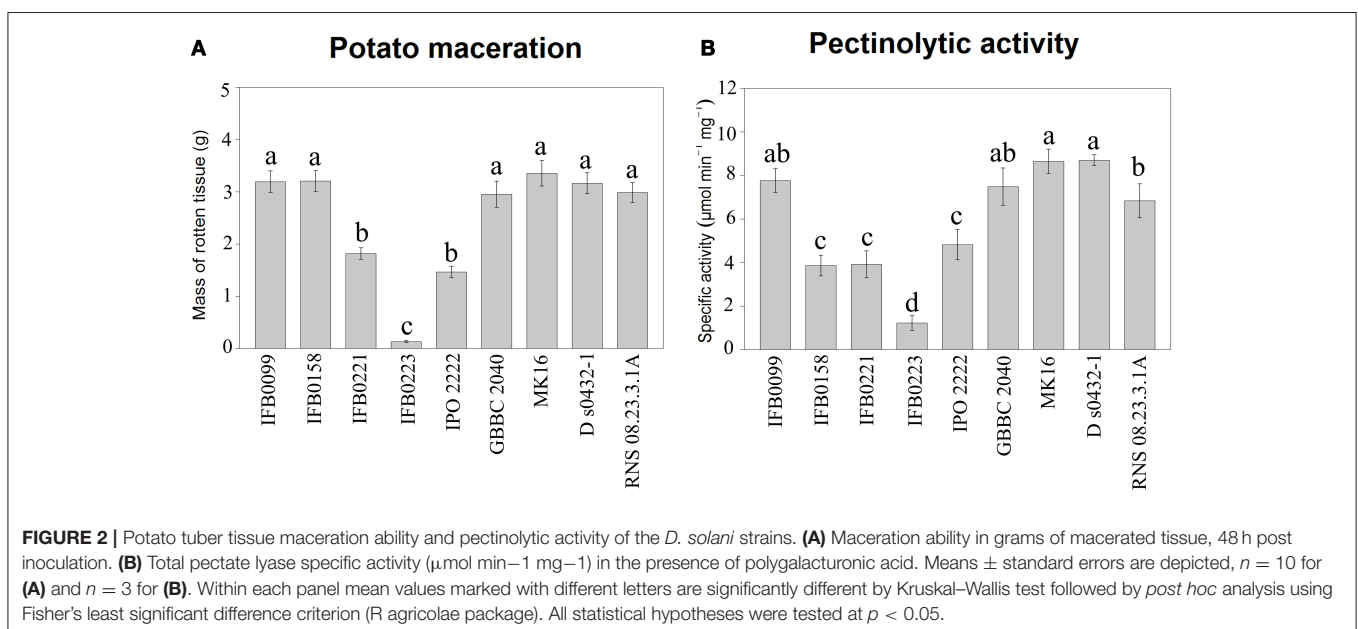 A Potato maceration
Mass of rotten tissue (g)
5
4
3
2
1
0
a
a
b
c
b
a
a
a
a
IFB0099
IFB0158
IFB0221
IFB0223
IPO 2222
GBBC 2040
MK16
D s0432-1
RNS 08.23.3.1A
B Pectinolytic activity
Specific activity (µmol min⁻¹ mg⁻¹)
12
10
8
6
4
2
0
ab
c
c
d
c
ab
a
a
b
IFB0099
IFB0158
IFB0221
IFB0223
IPO 2222
GBBC 2040
MK16
D s0432-1
RNS 08.23.3.1A
FIGURE 2 | Potato tuber tissue maceration ability and pectinolytic activity of the D. solani strains. (A) Maceration ability in grams of macerated tissue, 48 h post
inoculation. (B) Total pectate lyase specific activity (µmol min−1 mg−1) in the presence of polygalacturonic acid. Means ± standard errors are depicted, n = 10 for
(A) and n = 3 for (B). Within each panel mean values marked with different letters are significantly different by Kruskal–Wallis test followed by post hoc analysis using
Fisher's least significant difference criterion (R agricolae package). All statistical hypotheses were tested at p < 0.05.